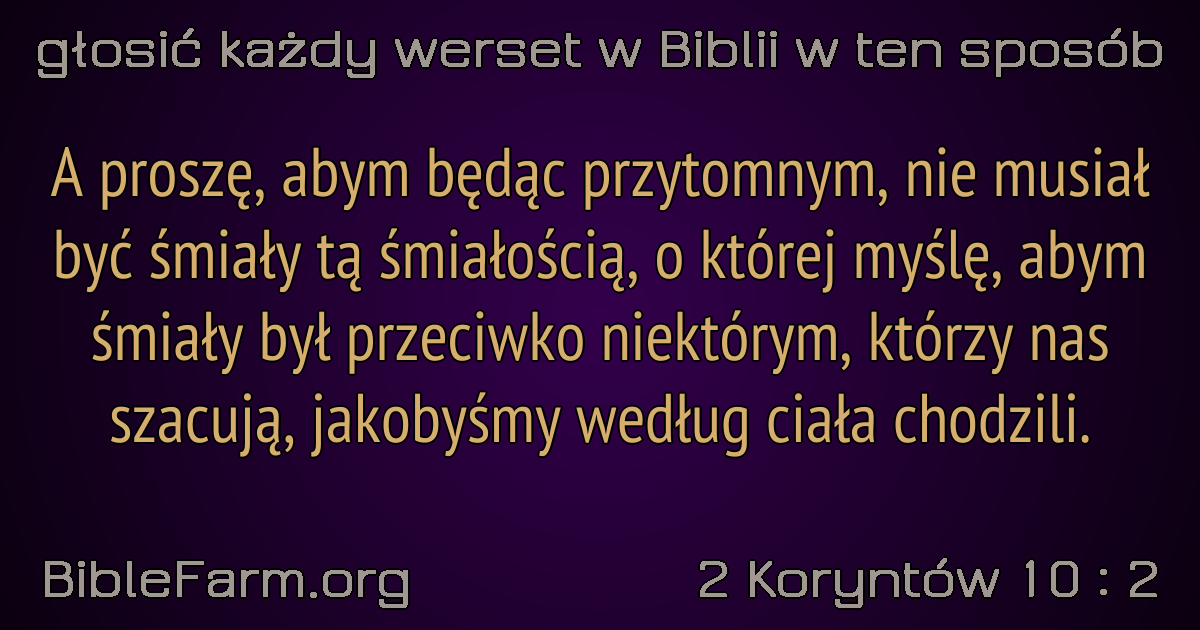 głosić każdy werset w Biblii w ten sposób
A proszę, abym będąc przytomnym, nie musiał
być śmiały tą śmiałością, o której myślę, abym
śmiały był przeciwko niektórym, którzy nas
szacują, jakobyśmy według ciała chodzili.
BibleFarm.org
2 Koryntów 10 : 2